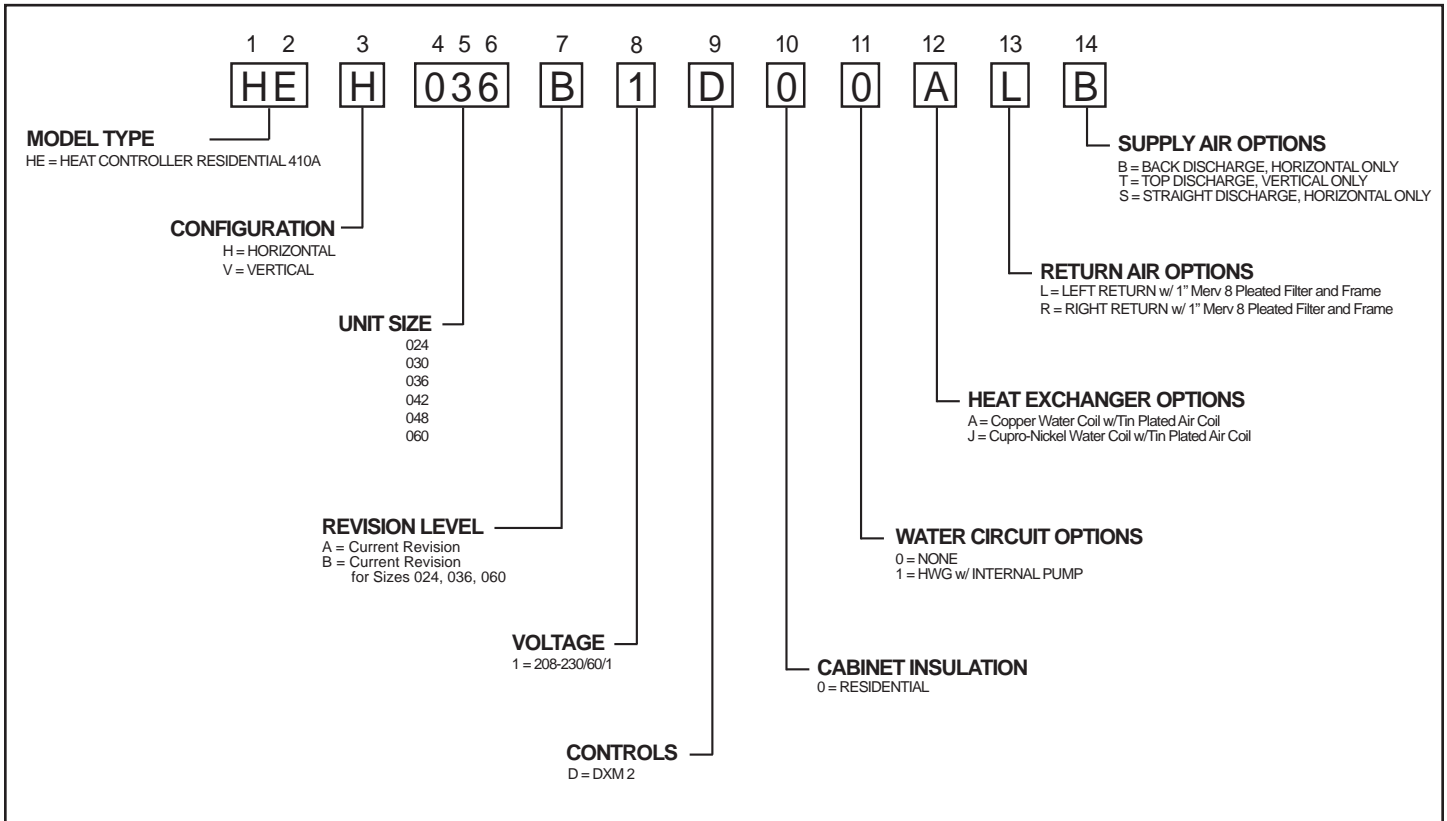 1 2 3 4 5 6 7 8 9 10 11 12 13 14
HE H 036 B 1 D 0 0 A L B
MODEL TYPE
HE = HEAT CONTROLLER RESIDENTIAL 410A
CONFIGURATION
H = HORIZONTAL
V = VERTICAL
UNIT SIZE
024
030
036
042
048
060
REVISION LEVEL
A = Current Revision
B = Current Revision
for Sizes 024, 036, 060
VOLTAGE
1 = 208-230/60/1
CONTROLS
D = DXM 2
SUPPLY AIR OPTIONS
B = BACK DISCHARGE, HORIZONTAL ONLY
T = TOP DISCHARGE, VERTICAL ONLY
S = STRAIGHT DISCHARGE, HORIZONTAL ONLY
RETURN AIR OPTIONS
L = LEFT RETURN w/ 1" Merv 8 Pleated Filter and Frame
R = RIGHT RETURN w/ 1" Merv 8 Pleated Filter and Frame
HEAT EXCHANGER OPTIONS
A = Copper Water Coil w/Tin Plated Air Coil
J = Cupro-Nickel Water Coil w/Tin Plated Air Coil
WATER CIRCUIT OPTIONS
0 = NONE
1 = HWG w/ INTERNAL PUMP
CABINET INSULATION
0 = RESIDENTIAL